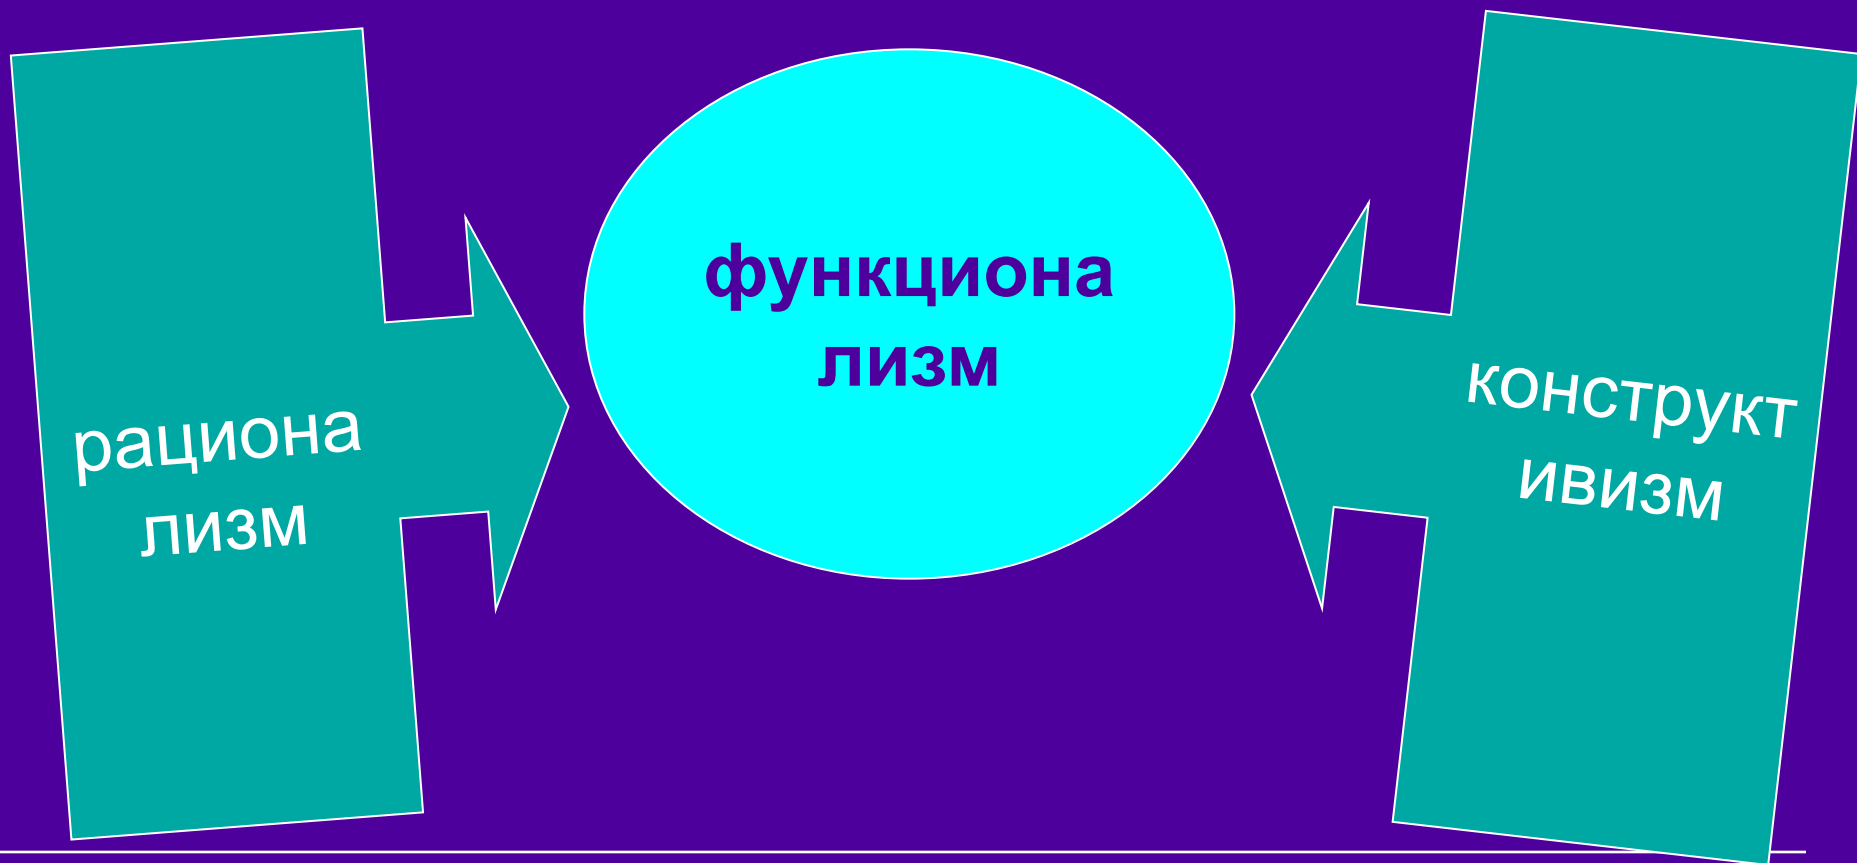 рациона
лизм
функциона
лизм
конструкт
ивизм